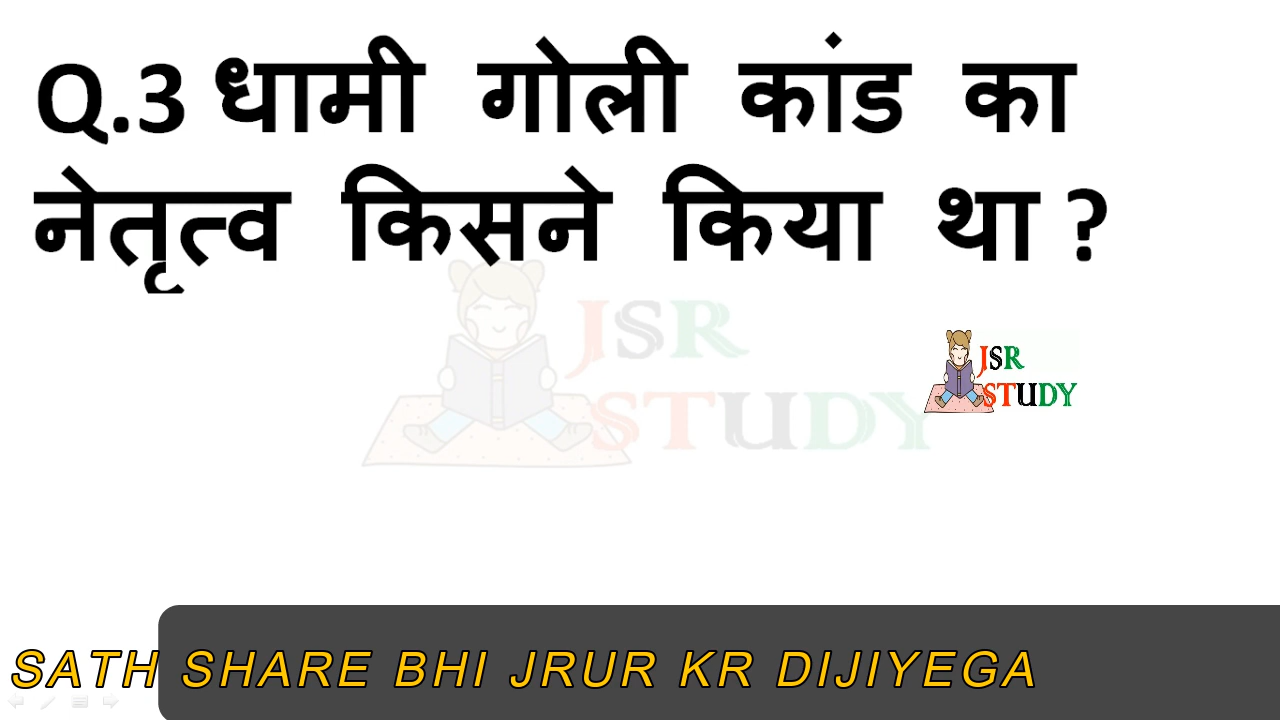 Q.3 धामी गोली कांड का
नेतृत्व किसने किया था ?
JSR
STUDY
JSR
STUDY
SATH SHARE BHI JRUR KR DIJIYEGA